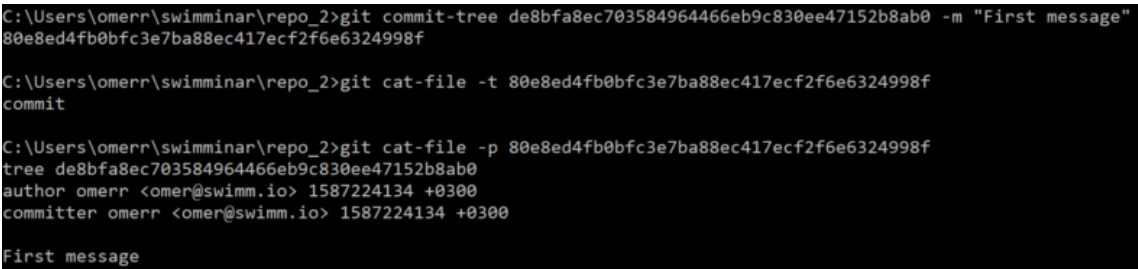 C:\Users\omerr\swimminar\repo_2>git commit-tree de8bfa8ec703584964466eb9c830ee47152b8ab0 -m "First message"
80e8ed4fb0bfc3e7ba88ec417ecf2f6e6324998f
C:\Users\omerr\swimminar\repo_2>git cat-file -t 80e8ed4fb0bfc3e7ba88ec417ecf2f6e6324998f
commit
C:\Users\omerr\swimminar\repo_2>git cat-file -p 80e8ed4fb0bfc3e7ba88ec417ecf2f6e6324998f
tree de8bfa8ec703584964466eb9c830ee47152b8ab0
author omerr <omer@swimm.io> 1587224134 +0300
committer omerr <omer@swimm.io> 1587224134 +0300
First message